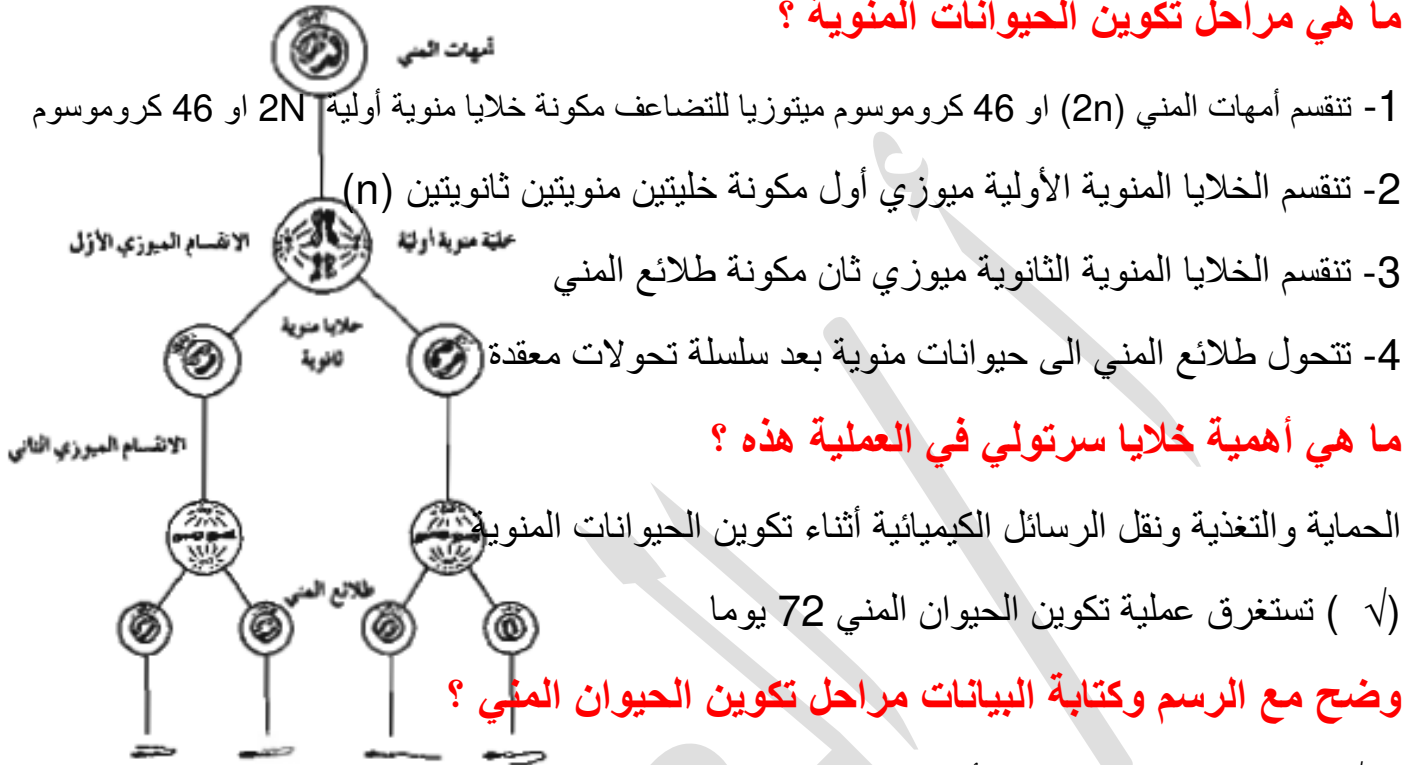 ما هي مراحل تكوين الحيوانات المنوية ؟
أمهات المني
1- تنقسم أمهات المني (2n) او 46 كروموسوم ميتوزيا للتضاعف مكونة خلايا منوية أولية 2N او 46 كروموسوم
2- تنقسم الخلايا المنوية الأولية ميوزي أول مكونة خليتين منويتين ثانويتين (n)
خلية منوية أولية
الانقسام الميوزي الأول
3- تنقسم الخلايا المنوية الثانوية ميوزي ثان مكونة طلائع المني
خلايا منوية
ثانوية
4- تتحول طلائع المني الى حيوانات منوية بعد سلسلة تحولات معقدة
ما هي أهمية خلايا سرتولي في العملية هذه ؟
الانقسام الميوزي الثاني
الحماية والتغذية ونقل الرسائل الكيميائية أثناء تكوين الحيوانات المنوية
طلائع المني
(√ ) تستغرق عملية تكوين الحيوان المني 72 يوما
وضح مع الرسم وكتابة البيانات مراحل تكوين الحيوان المني ؟